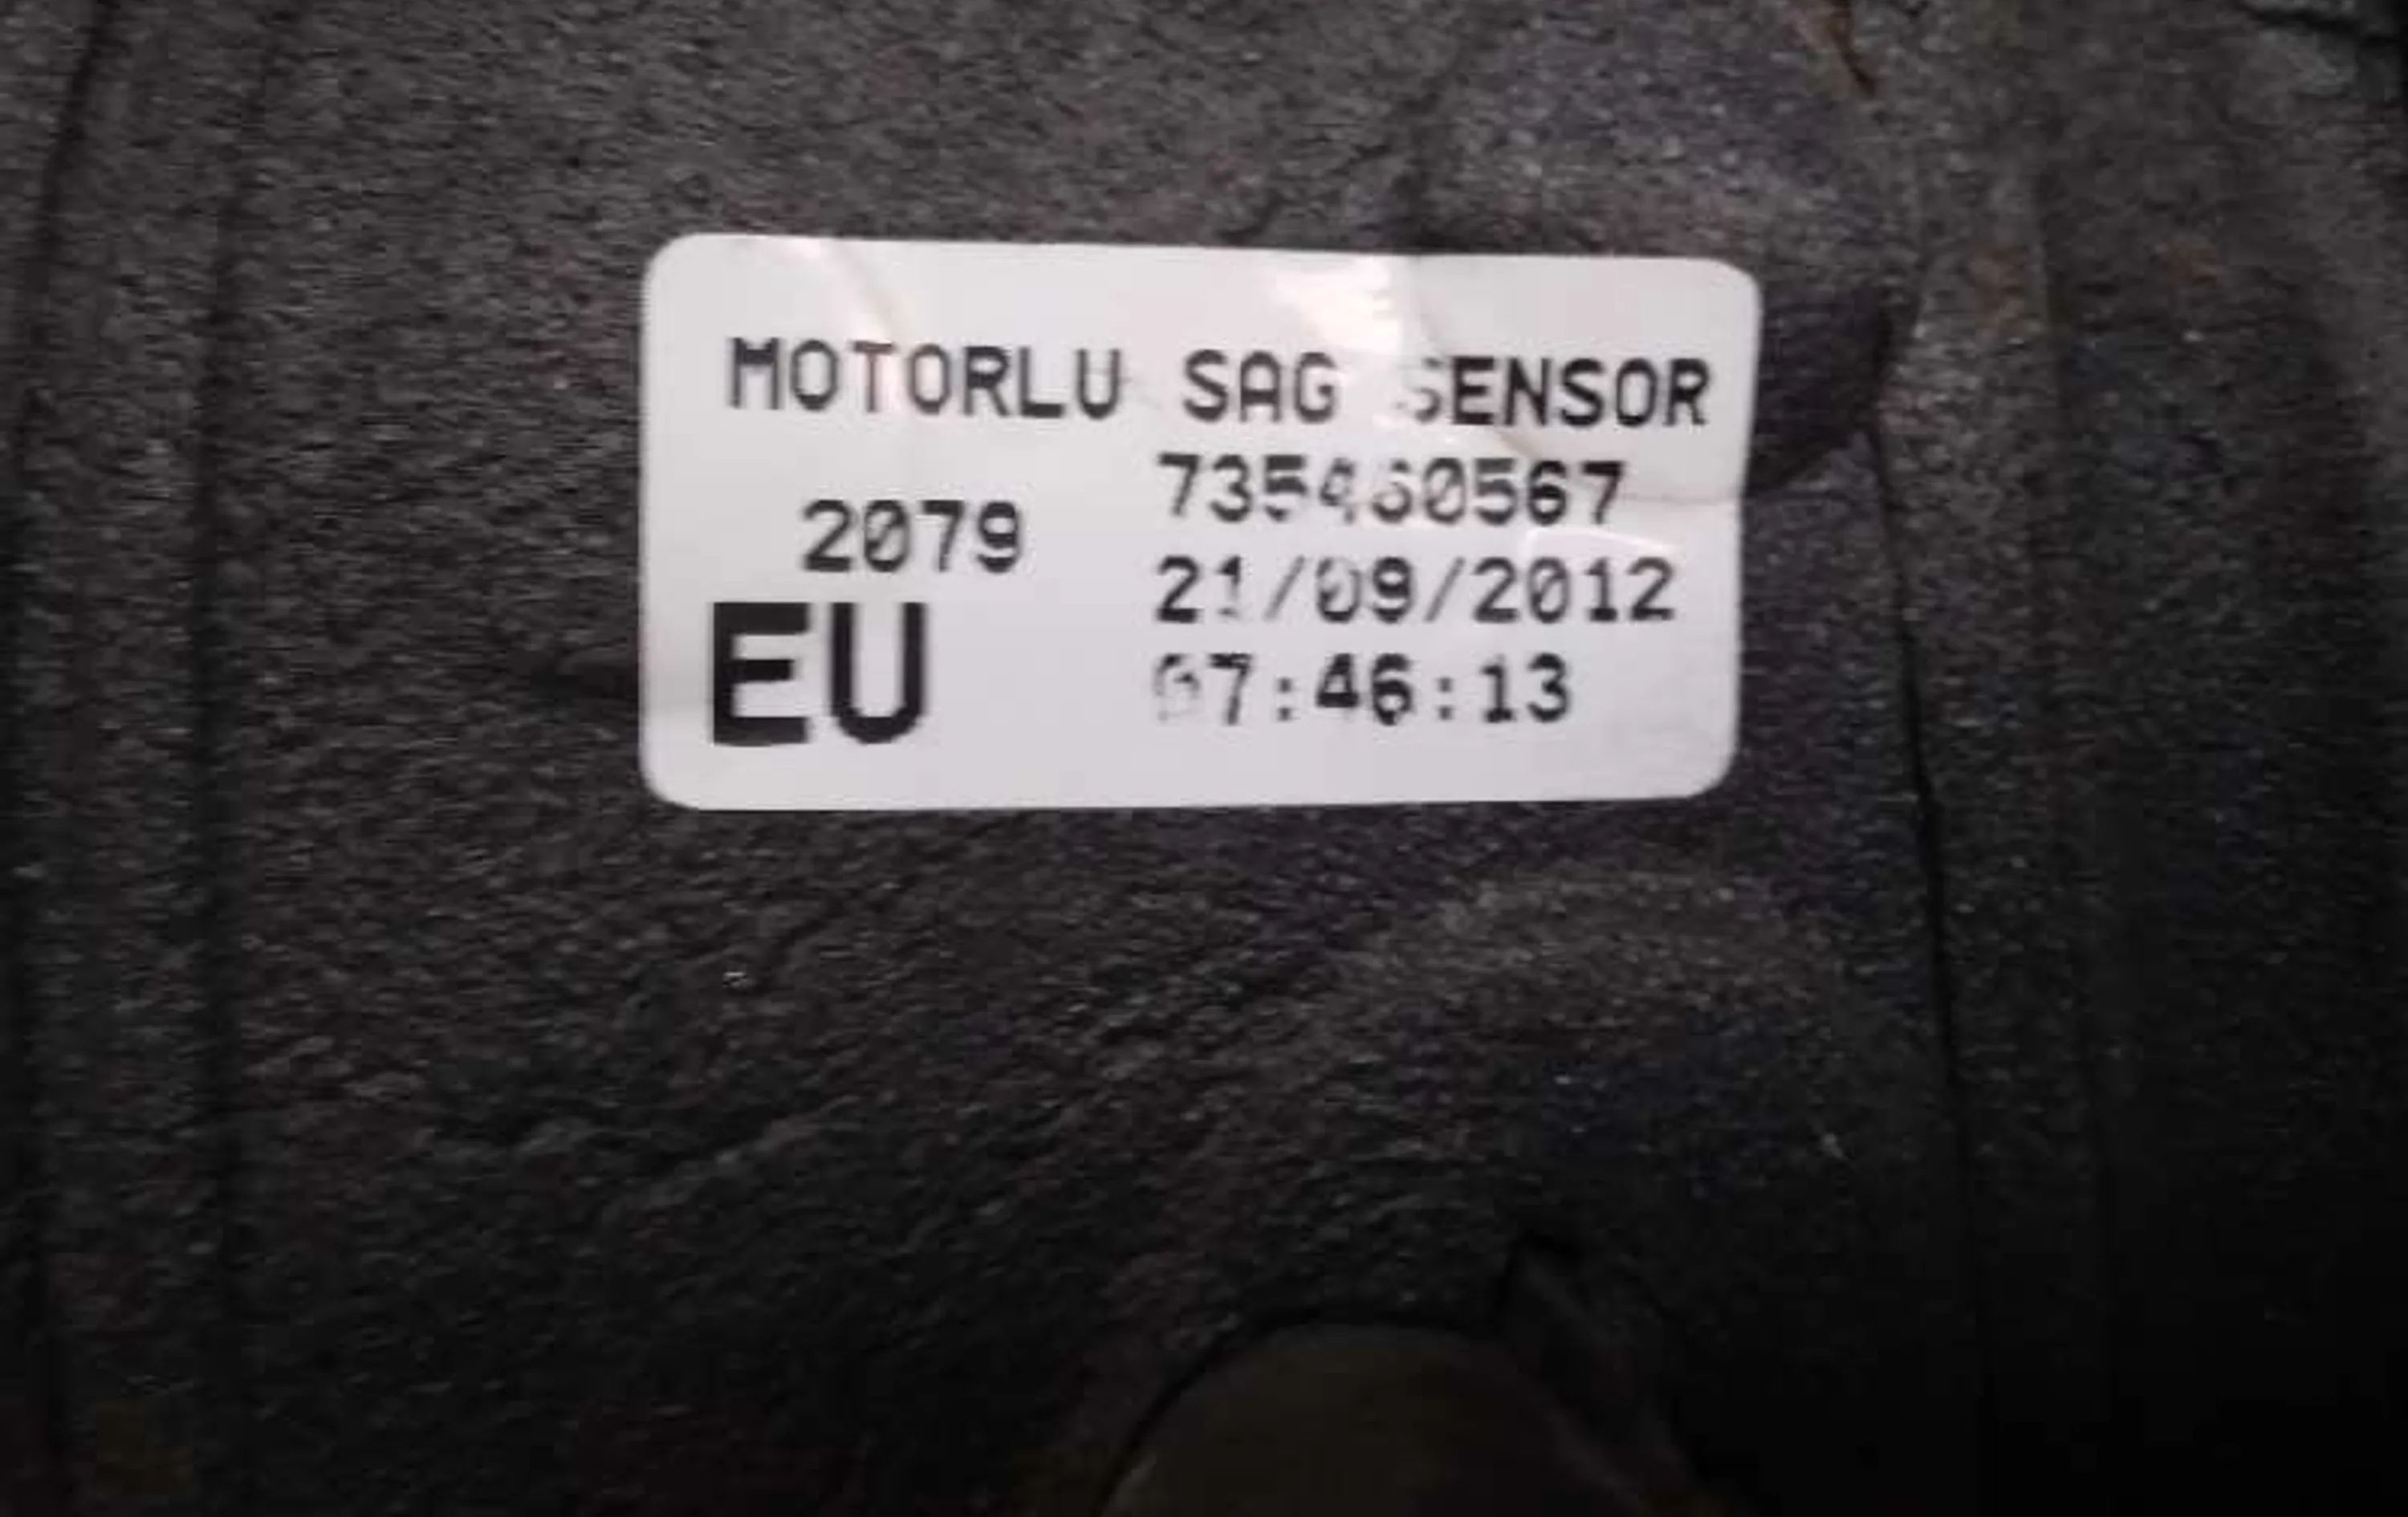 MOTORLU SAG SENSOR
735460567
2079
21/09/2012
EU
07:46:13